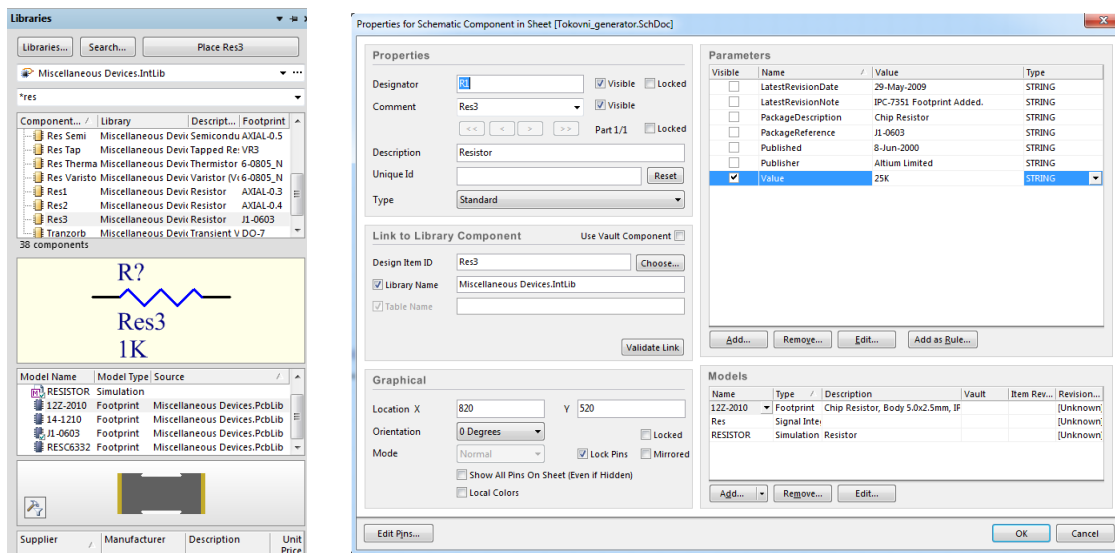 Libraries
Libraries... Search... Place Res3
Miscellaneous Devices.IntLib
*res
Component... / Library Descript... Footprint
Res Semi Miscellaneous Devic Semicondu AXIAL-0.5
Res Tap Miscellaneous Devic Tapped Re: VR3
Res Therma Miscellaneous Devic Thermistor 6-0805_N
Res Varisto Miscellaneous Devic Varistor (V 6-0805_N
Res1 Miscellaneous Devic Resistor AXIAL-0.3
Res2 Miscellaneous Devic Resistor AXIAL-0.4
Res3 Miscellaneous Devic Resistor J1-0603
Tranzorb Miscellaneous Devic Transient V DO-7
38 components
R?
Res3
1K
Model Name Model Type Source /
RESISTOR Simulation
12Z-2010 Footprint Miscellaneous Devices.PcbLib
14-1210 Footprint Miscellaneous Devices.PcbLib
J1-0603 Footprint Miscellaneous Devices.PcbLib
RESC6332 Footprint Miscellaneous Devices.PcbLib
Supplier / Manufacturer Description Unit
Price
Properties for Schematic Component in Sheet [Tokovni_generator.SchDoc]
Properties
Designator R1 Visible Locked
Comment Res3 Visible
<< < > >> Part 1/1 Locked
Description Resistor
Unique Id Reset
Type Standard
Link to Library Component Use Vault Component
Design Item ID Res3 Choose...
Library Name Miscellaneous Devices.IntLib
Table Name
Validate Link
Graphical
Location X 820 Y 520
Orientation 0 Degrees Locked
Mode Normal Lock Pins Mirrored
Show All Pins On Sheet (Even if Hidden)
Local Colors
Parameters
Visible Name / Value Type
LatestRevisionDate 29-May-2009 STRING
LatestRevisionNote IPC-7351 Footprint Added. STRING
PackageDescription Chip Resistor STRING
PackageReference J1-0603 STRING
Published 8-Jun-2000 STRING
Publisher Altium Limited STRING
Value 25K STRING
Add... Remove... Edit... Add as Rule...
Models
Name Type / Description Vault Item Rev... Revision...
12Z-2010 Footprint Chip Resistor, Body 5.0x2.5mm, IF [Unknown
Res Signal Inte [Unknown
RESISTOR Simulation Resistor [Unknown
Add... Remove... Edit...
Edit Pins... OK Cancel